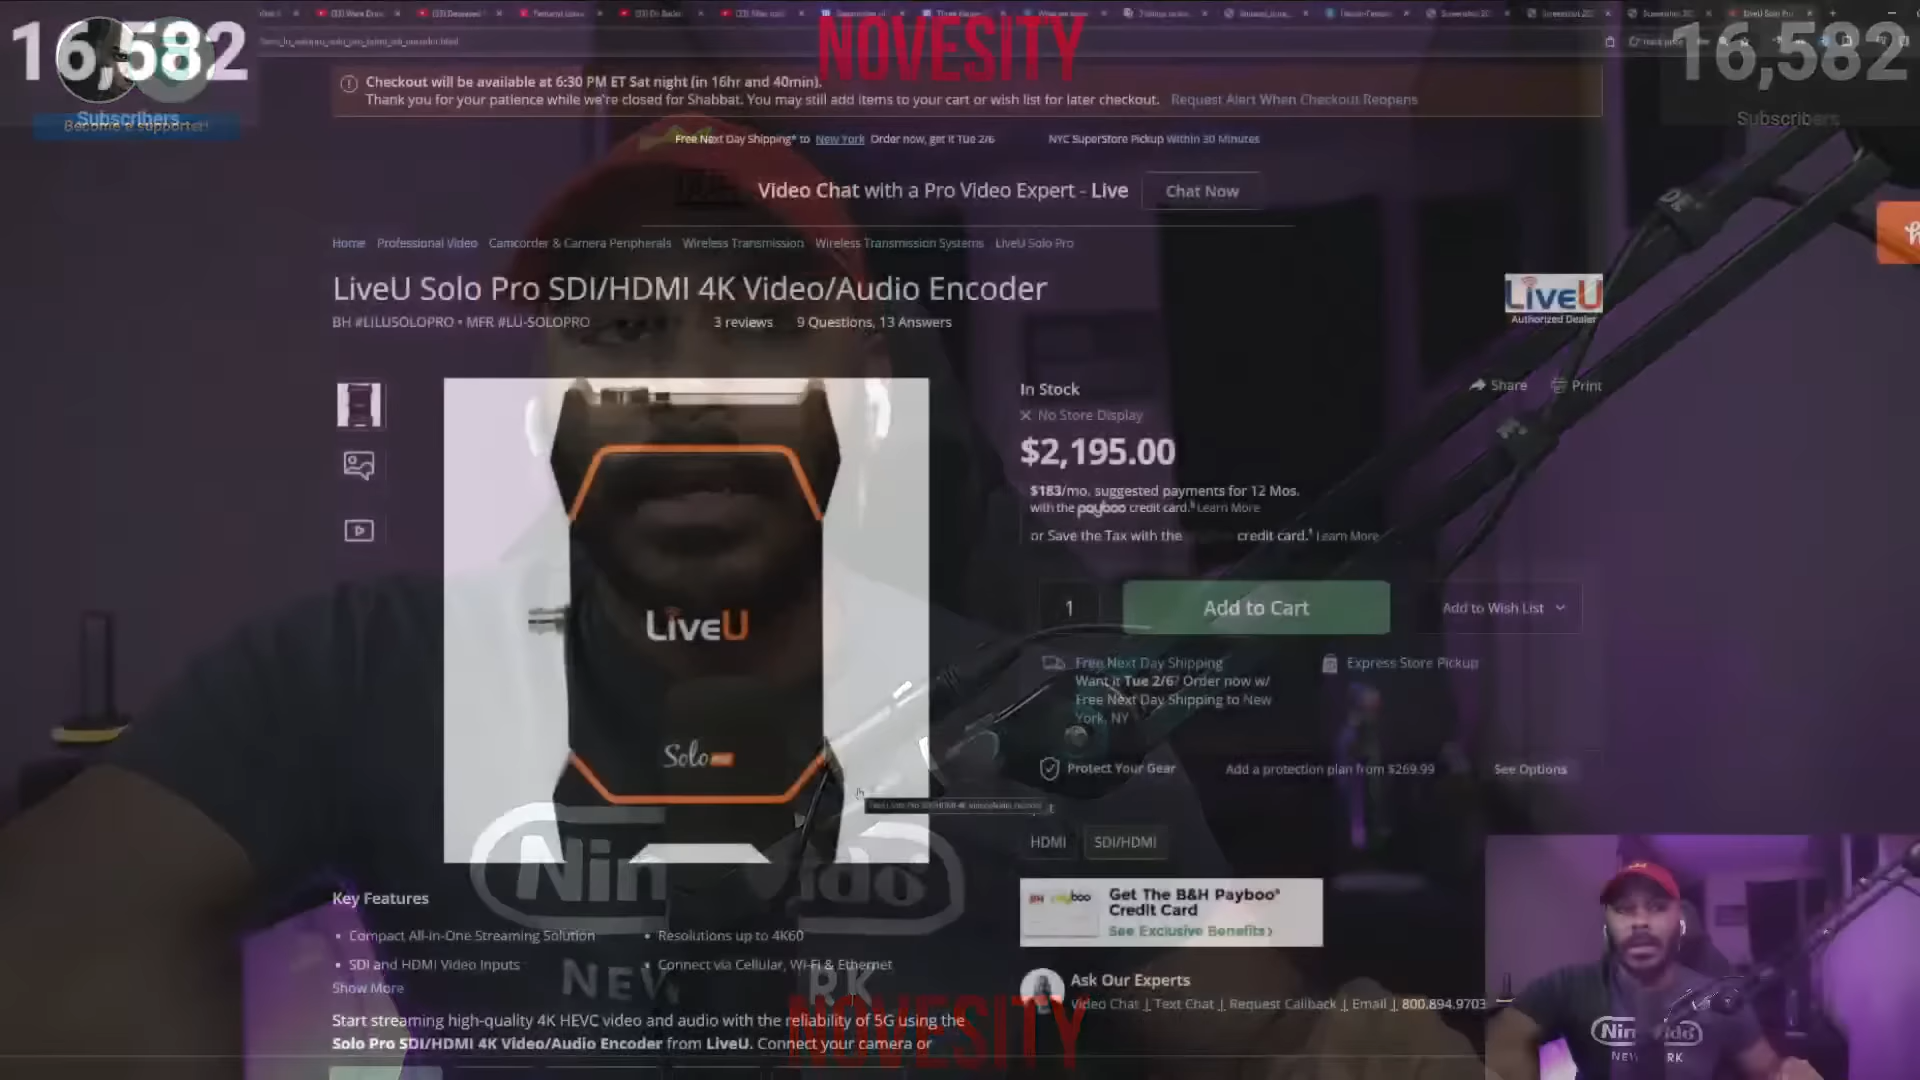 16,582
NOVESITY
16,582
Subscribers
Become a supporter!
Subscribers
Checkout will be available at 6:30 PM ET Sat night (in 16hr and 40min).
Thank you for your patience while we're closed for Shabbat. You may still add items to your cart or wish list for later checkout. Request Alert When Checkout Reopens
Free Next Day Shipping* to New York Order now, get it Tue 2/6
NYC SuperStore Pickup Within 30 Minutes
Video Chat with a Pro Video Expert - Live
Chat Now
Home Professional Video Camcorder & Camera Peripherals Wireless Transmission Wireless Transmission Systems LiveU Solo Pro
LiveU Solo Pro SDI/HDMI 4K Video/Audio Encoder
BH #LILUSOLOPRO • MFR #LU-SOLOPRO
3 reviews
9 Questions, 13 Answers
LiveU
Authorized Dealer
In Stock
Share
Print
No Store Display
$2,195.00
$183/mo. suggested payments for 12 Mos.
with the payboo credit card. Learn More
or Save the Tax with the credit card. Learn More
1
Add to Cart
Add to Wish List
LiveU
Solo
Free Next Day Shipping
Want it Tue 2/6? Order now w/
Free Next Day Shipping to New
York, NY
Express Store Pickup
Protect Your Gear
Add a protection plan from $269.99
See Options
HDMI
SDI/HDMI
Get The B&H Payboo®
Credit Card
See Exclusive Benefits›
Key Features
• Compact All-in-One Streaming Solution
• Resolutions up to 4K60
• SDI and HDMI Video Inputs
• Connect via Cellular, Wi-Fi & Ethernet
Show More
Ask Our Experts
Video Chat | Text Chat | Request Callback | Email | 800.894.9703
Start streaming high-quality 4K HEVC video and audio with the reliability of 5G using the
Solo Pro SDI/HDMI 4K Video/Audio Encoder from LiveU. Connect your camera or
NOVESITY